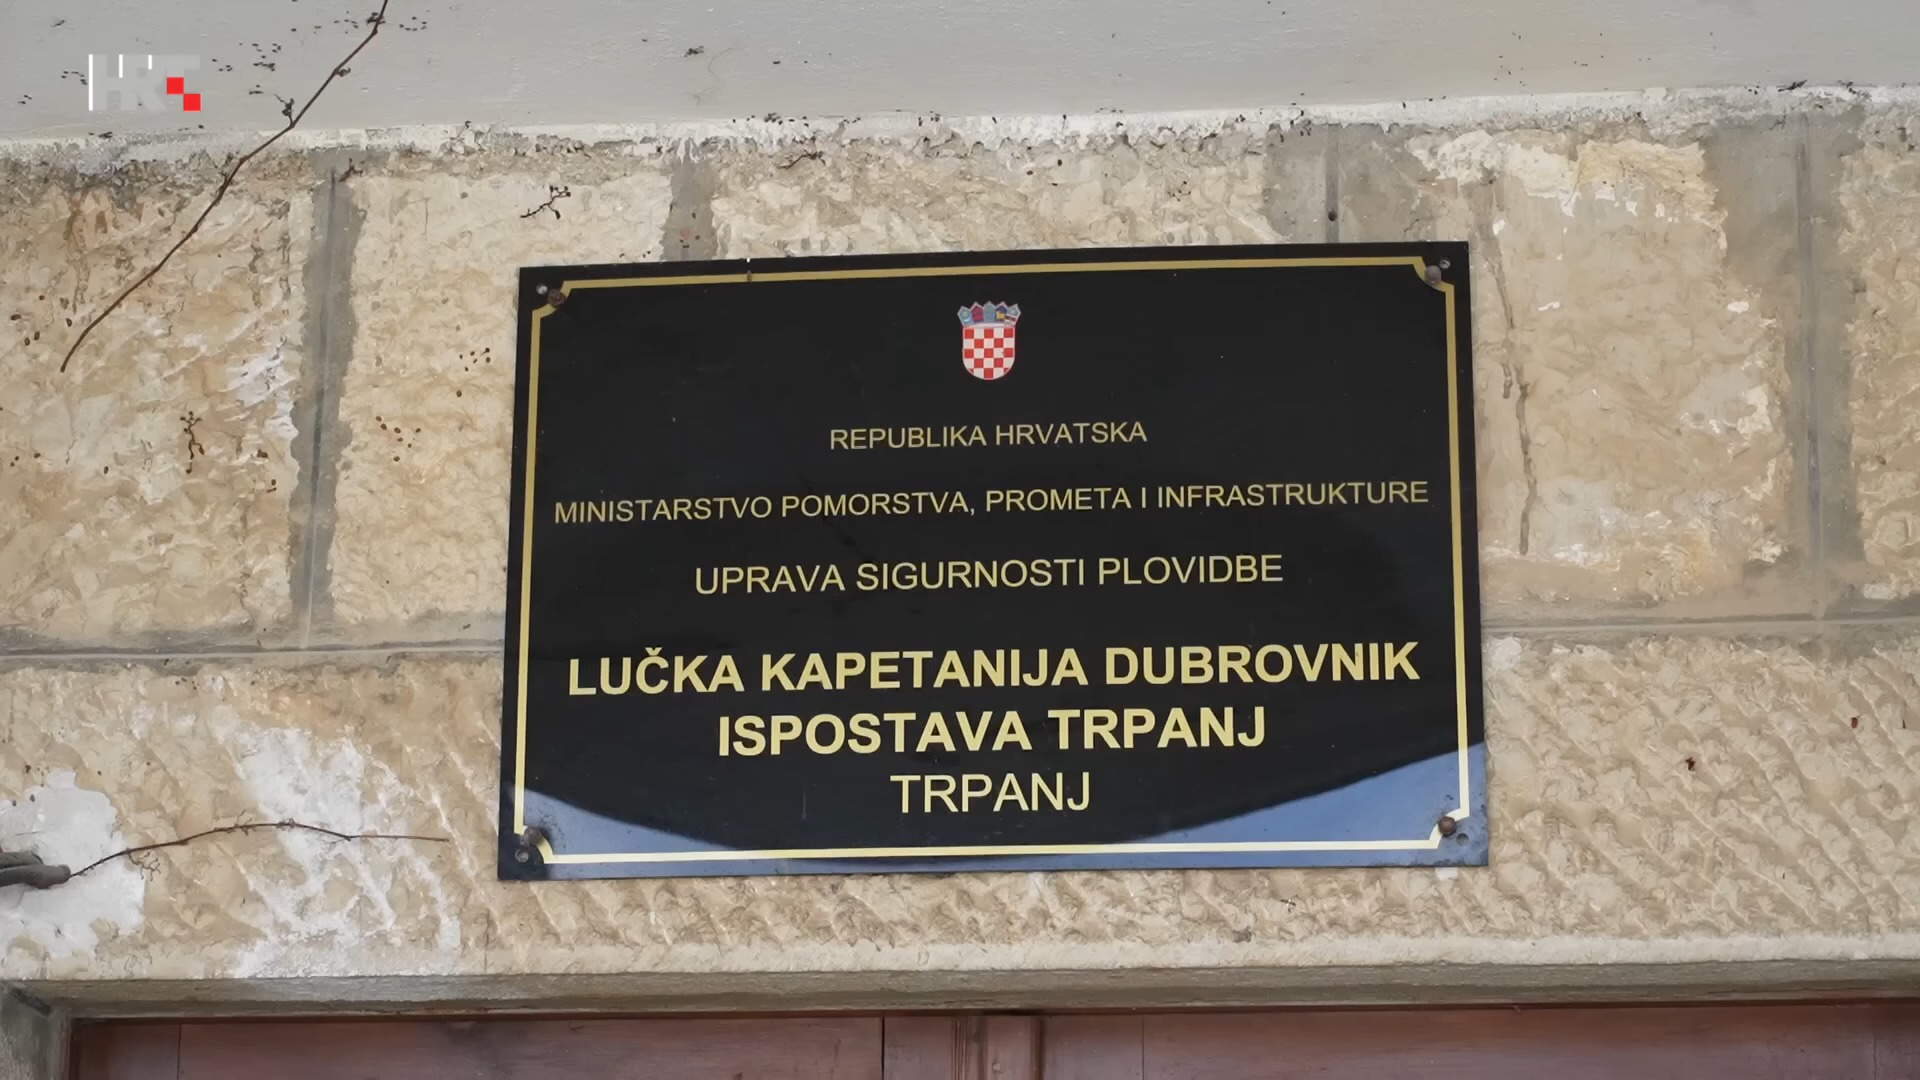 HRT
REPUBLIKA HRVATSKA
MINISTARSTVO POMORSTVA, PROMETA I INFRASTRUKTURE
UPRAVA SIGURNOSTI PLOVIDBE
LUČKA KAPETANIJA DUBROVNIK
ISPOSTAVA TRPANJ
TRPANJ